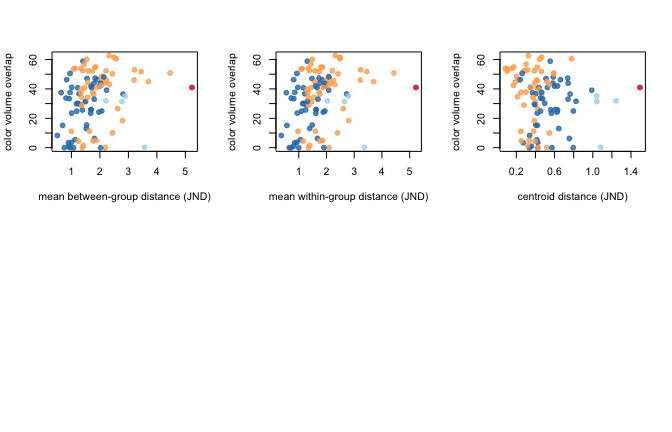 color volume overlap
60
40
20
0
1 2 3 4 5
mean between-group distance (JND)
color volume overlap
60
40
20
0
1 2 3 4 5
mean within-group distance (JND)
color volume overlap
60
40
20
0
0.2 0.6 1.0 1.4
centroid distance (JND)